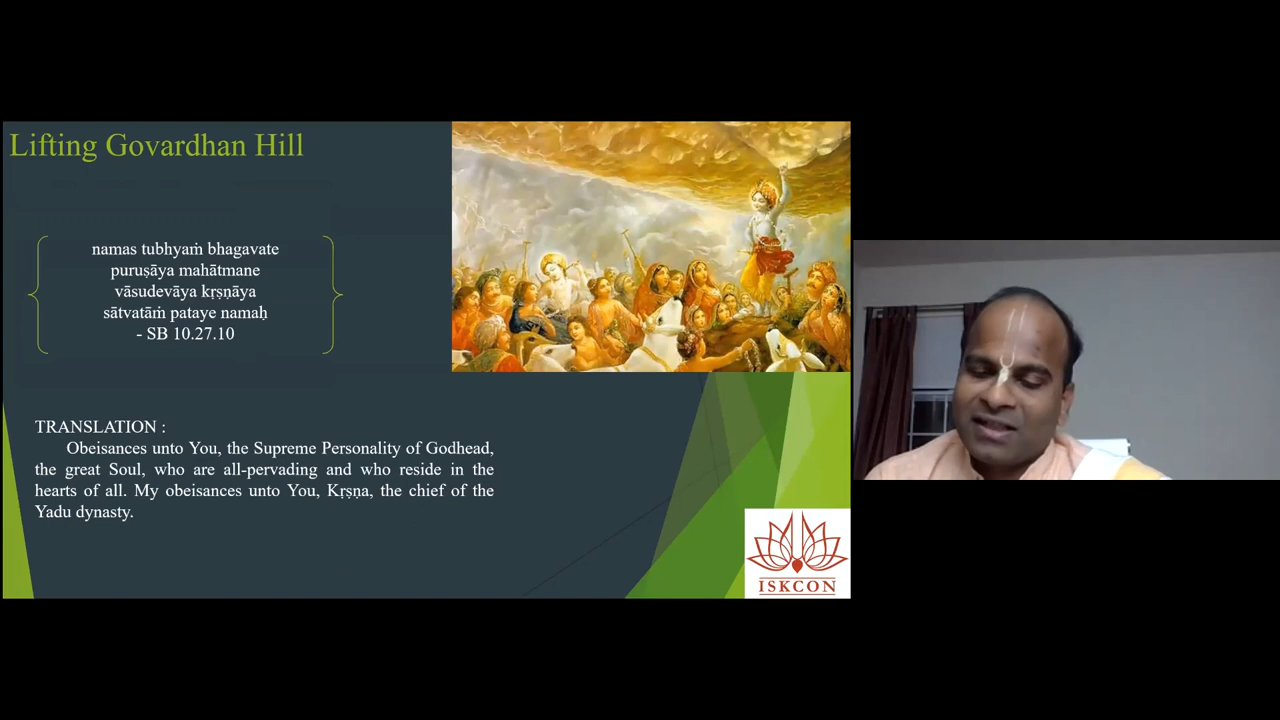 Lifting Govardhan Hill
namas tubhyaṁ bhagavate
puruṣāya mahātmane
vāsudevāya kṛṣṇāya
sātvatāṁ pataye namaḥ
- SB 10.27.10
TRANSLATION :
Obeisances unto You, the Supreme Personality of Godhead,
the great Soul, who are all-pervading and who reside in the
hearts of all. My obeisances unto You, Kṛṣṇa, the chief of the
Yadu dynasty.
ISKCON